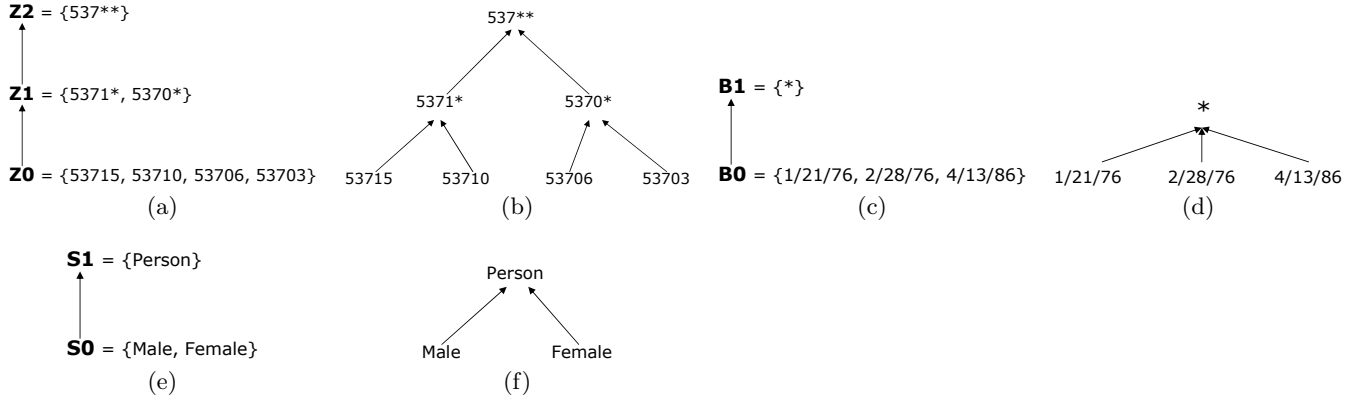 Z2 = {537**}
Z1 = {5371*, 5370*}
Z0 = {53715, 53710, 53706, 53703}
(a)
537**
5371* 5370*
53715 53710 53706 53703
(b)
B1 = {*}
B0 = {1/21/76, 2/28/76, 4/13/86}
(c)
*
1/21/76 2/28/76 4/13/86
(d)
S1 = {Person}
S0 = {Male, Female}
(e)
Person
Male Female
(f)